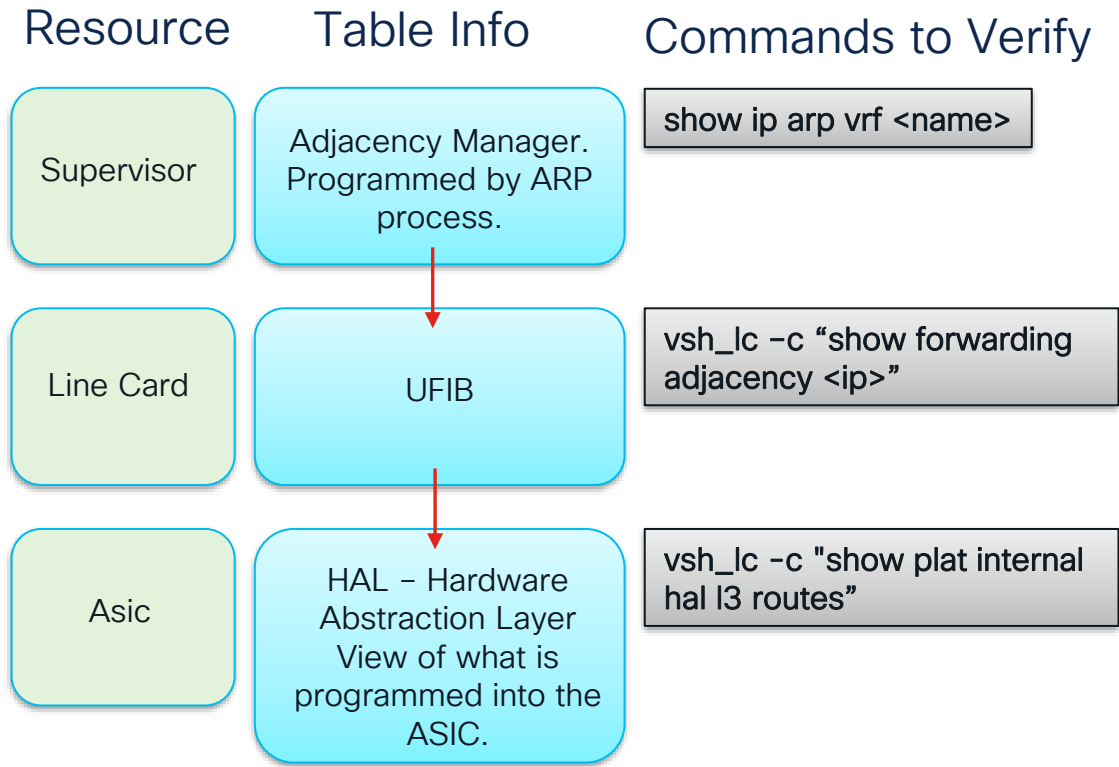 Resource
Table Info
Commands to Verify
Supervisor
Adjacency Manager.
Programmed by ARP
process.
show ip arp vrf <name>
Line Card
UFIB
vsh_lc –c “show forwarding
adjacency <ip>”
Asic
HAL – Hardware
Abstraction Layer
View of what is
programmed into the
ASIC.
vsh_lc -c "show plat internal
hal l3 routes”